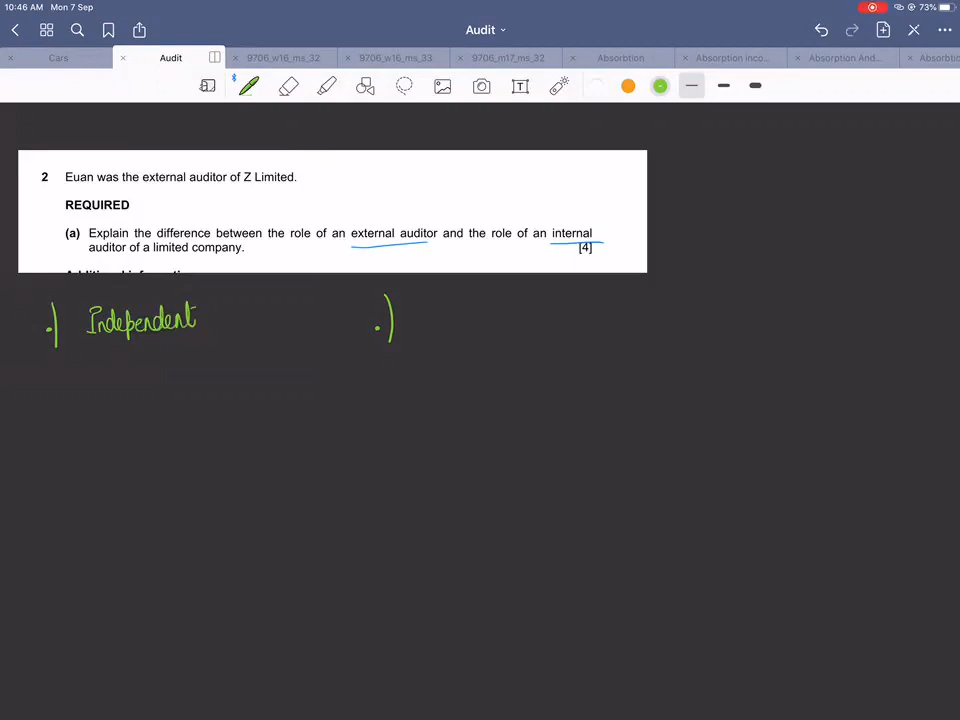 10:46 AM Mon 7 Sep
73%
Audit
Cars
Audit
9706_w16_ms_32
9706_w16_ms_33
9706_m17_ms_32
Absorbtion
Absorption inco...
Absorption And...
Absorbti
T
2 Euan was the external auditor of Z Limited.
REQUIRED
(a) Explain the difference between the role of an external auditor and the role of an internal
auditor of a limited company. [4]
.) Independent .)